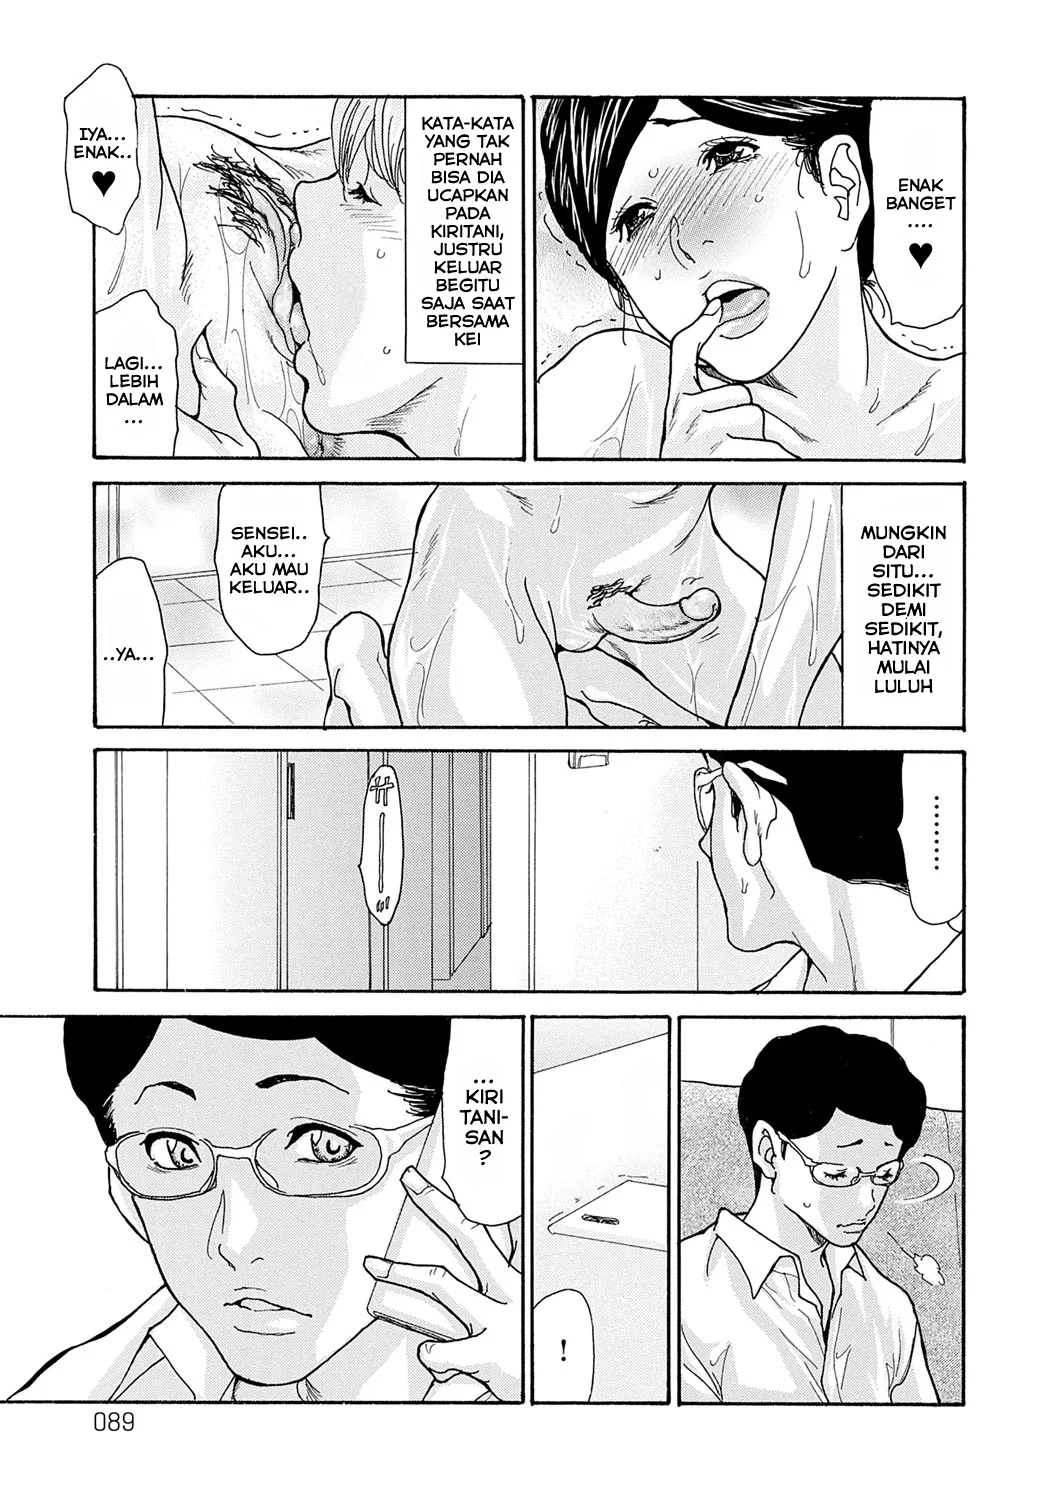 ENAK
BANGET
....
♥
KATA-KATA
YANG TAK
PERNAH
BISA DIA
UCAPKAN
PADA
KIRITANI,
JUSTRU
KELUAR
BEGITU
SAJA SAAT
BERSAMA
KEI
IYA...
ENAK..
♥
LAGI...
LEBIH
DALAM
...
MUNGKIN
DARI
SITU...
SEDIKIT
DEMI
SEDIKIT,
HATINYA
MULAI
LULUH
SENSEI..
AKU...
AKU MAU
KELUAR..
..YA...
.........
サー
!
...
KIRI
TANI-
SAN
?
089